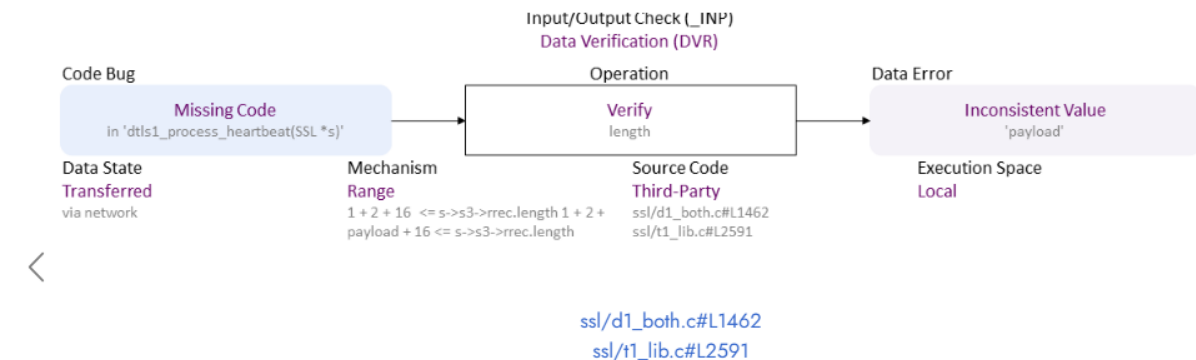 Input/Output Check (_INP)
Data Verification (DVR)
Code Bug
Operation
Data Error
Missing Code
in 'dtls1_process_heartbeat(SSL *s)'
Verify
length
Inconsistent Value
'payload'
Data State
Transferred
via network
Mechanism
Range
1 + 2 + 16 <= s->s3->rrec.length 1 + 2 +
payload + 16 <= s->s3->rrec.length
Source Code
Third-Party
ssl/d1_both.c#L1462
ssl/t1_lib.c#L2591
Execution Space
Local
ssl/d1_both.c#L1462
ssl/t1_lib.c#L2591